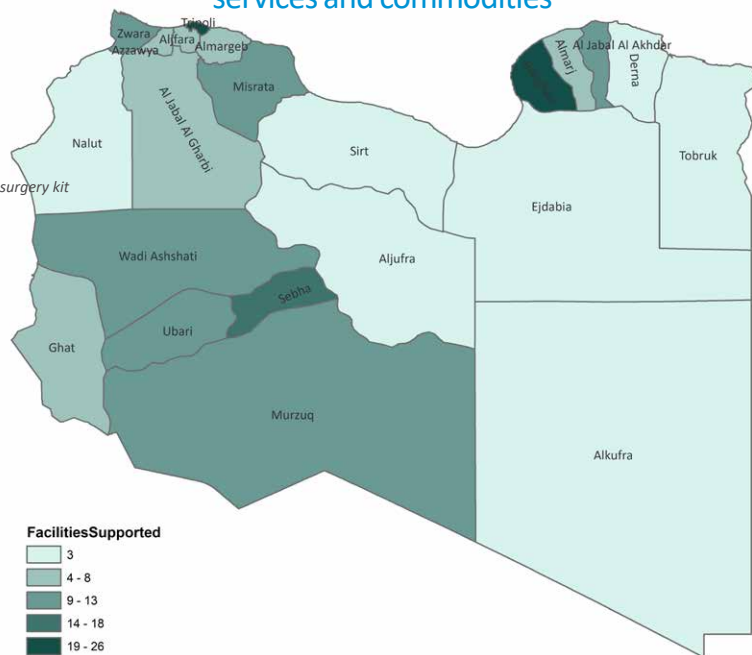 services and commodities
Tripoli
Zwara
Azzawya
Aljfara
Almargeb
Misrata
Al Jabal Al Gharbi
Nalut
surgery kit
Sirt
Almarj
Al Jabal Al Akhdar
Derna
Tobruk
Ejdabia
Wadi Ashshati
Aljufra
Sebha
Ubari
Ghat
Murzuq
Alkufra
FacilitiesSupported
3
4 - 8
9 - 13
14 - 18
19 - 26